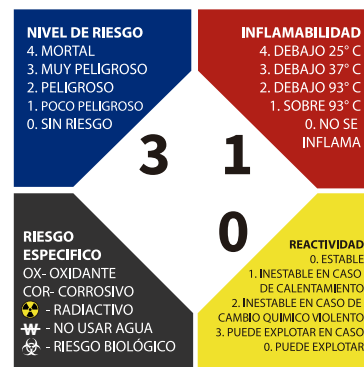 NIVEL DE RIESGO
4. MORTAL
3. MUY PELIGROSO
2. PELIGROSO
1. POCO PELIGROSO
0. SIN RIESGO
INFLAMABILIDAD
4. DEBAJO 25° C
3. DEBAJO 37° C
2. DEBAJO 93° C
1. SOBRE 93° C
0. NO SE
INFLAMA
3
1
0
RIESGO
ESPECIFICO
OX- OXIDANTE
COR- CORROSIVO
- RADIACTIVO
W - NO USAR AGUA
- RIESGO BIOLÓGICO
REACTIVIDAD
0. ESTABLE
1. INESTABLE EN CASO
DE CALENTAMIENTO
2. INESTABLE EN CASO DE
CAMBIO QUIMICO VIOLENTO
3. PUEDE EXPLOTAR EN CASO
0. PUEDE EXPLOTAR